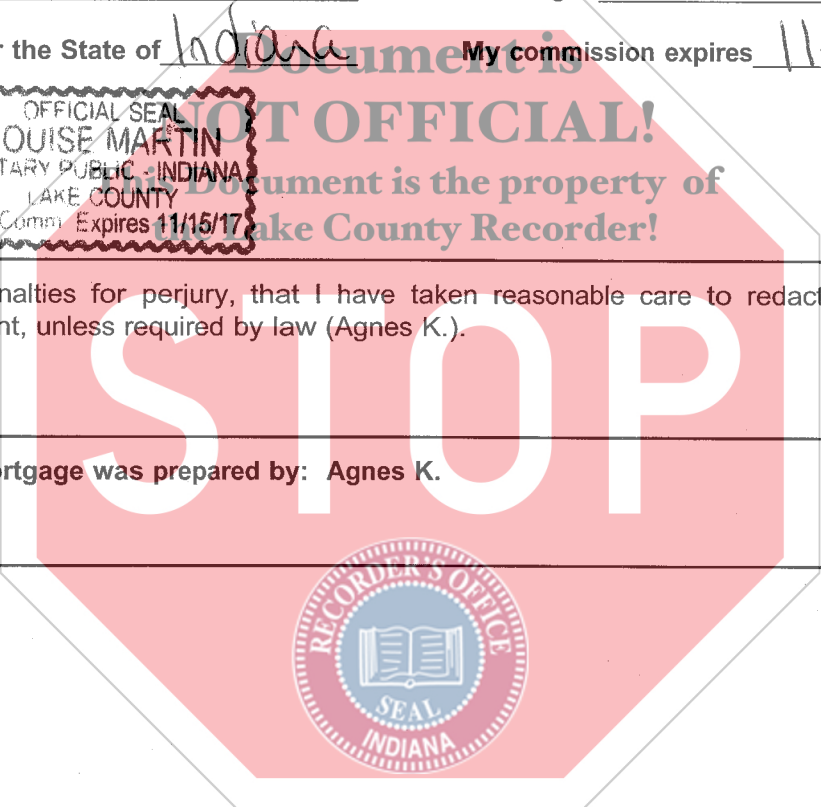 r the State of Indiana My commission expires 11
Document is
NOT OFFICIAL!
This Document is the property of
the Lake County Recorder!
OFFICIAL SEAL
OUISE MARTIN
TARY PUBLIC - INDIANA
LAKE COUNTY
Comm. Expires 11/15/17
nalties for perjury, that I have taken reasonable care to redact
nt, unless required by law (Agnes K.).
STOP
ortgage was prepared by: Agnes K.
RECORDER'S OFFICE
SEAL
INDIANA